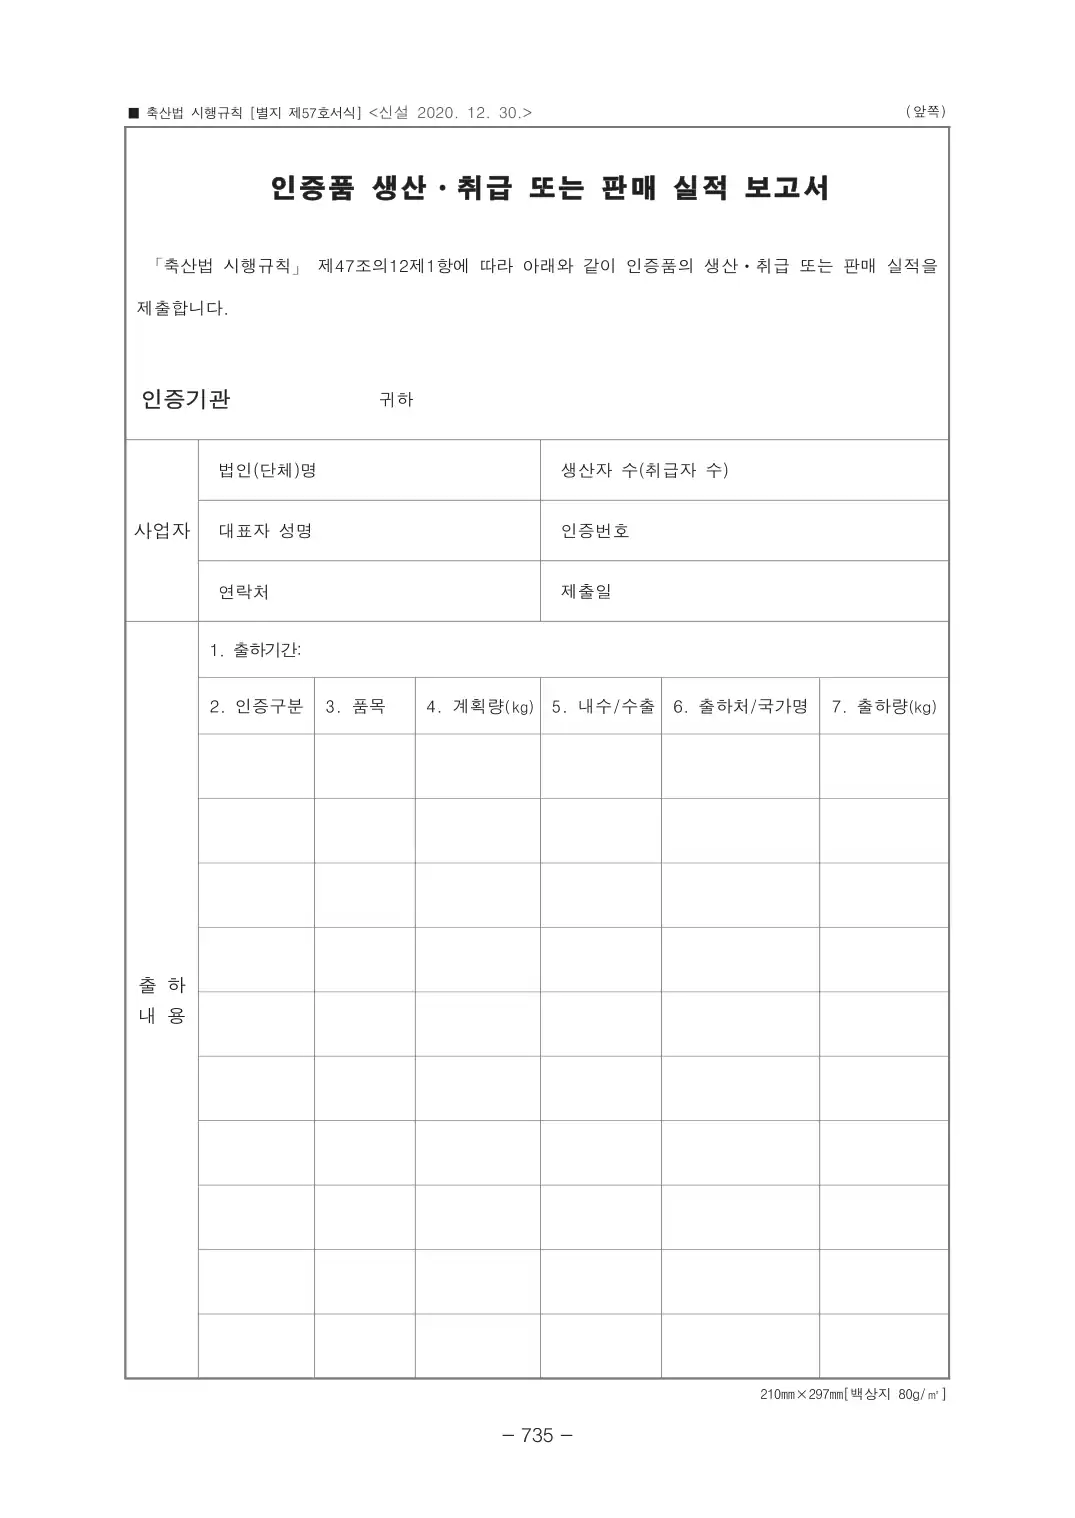 ■ 축산법 시행규칙 [별지 제57호서식] <신설 2020. 12. 30.>
(앞쪽)
인증품 생산ㆍ취급 또는 판매 실적 보고서
「축산법 시행규칙」 제47조의12제1항에 따라 아래와 같이 인증품의 생산ㆍ취급 또는 판매 실적을
제출합니다.
인증기관 귀하
사업자
법인(단체)명
생산자 수(취급자 수)
대표자 성명
인증번호
연락처
제출일
출 하
내 용
1. 출하기간:
2. 인증구분
3. 품목
4. 계획량(kg)
5. 내수/수출
6. 출하처/국가명
7. 출하량(kg)
210㎜×297㎜[백상지 80g/㎡]
- 735 -